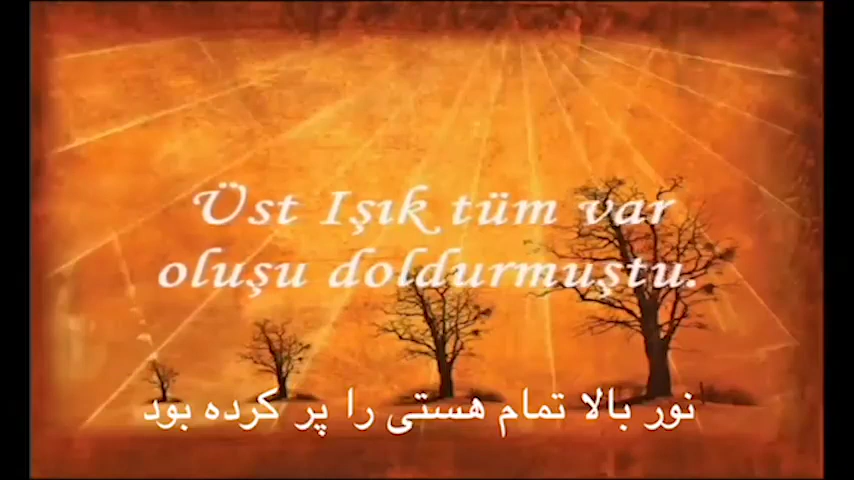 Üst Işık tüm var
oluşu doldurmuştu.
نور بالا تمام هستی را پر کرده بود